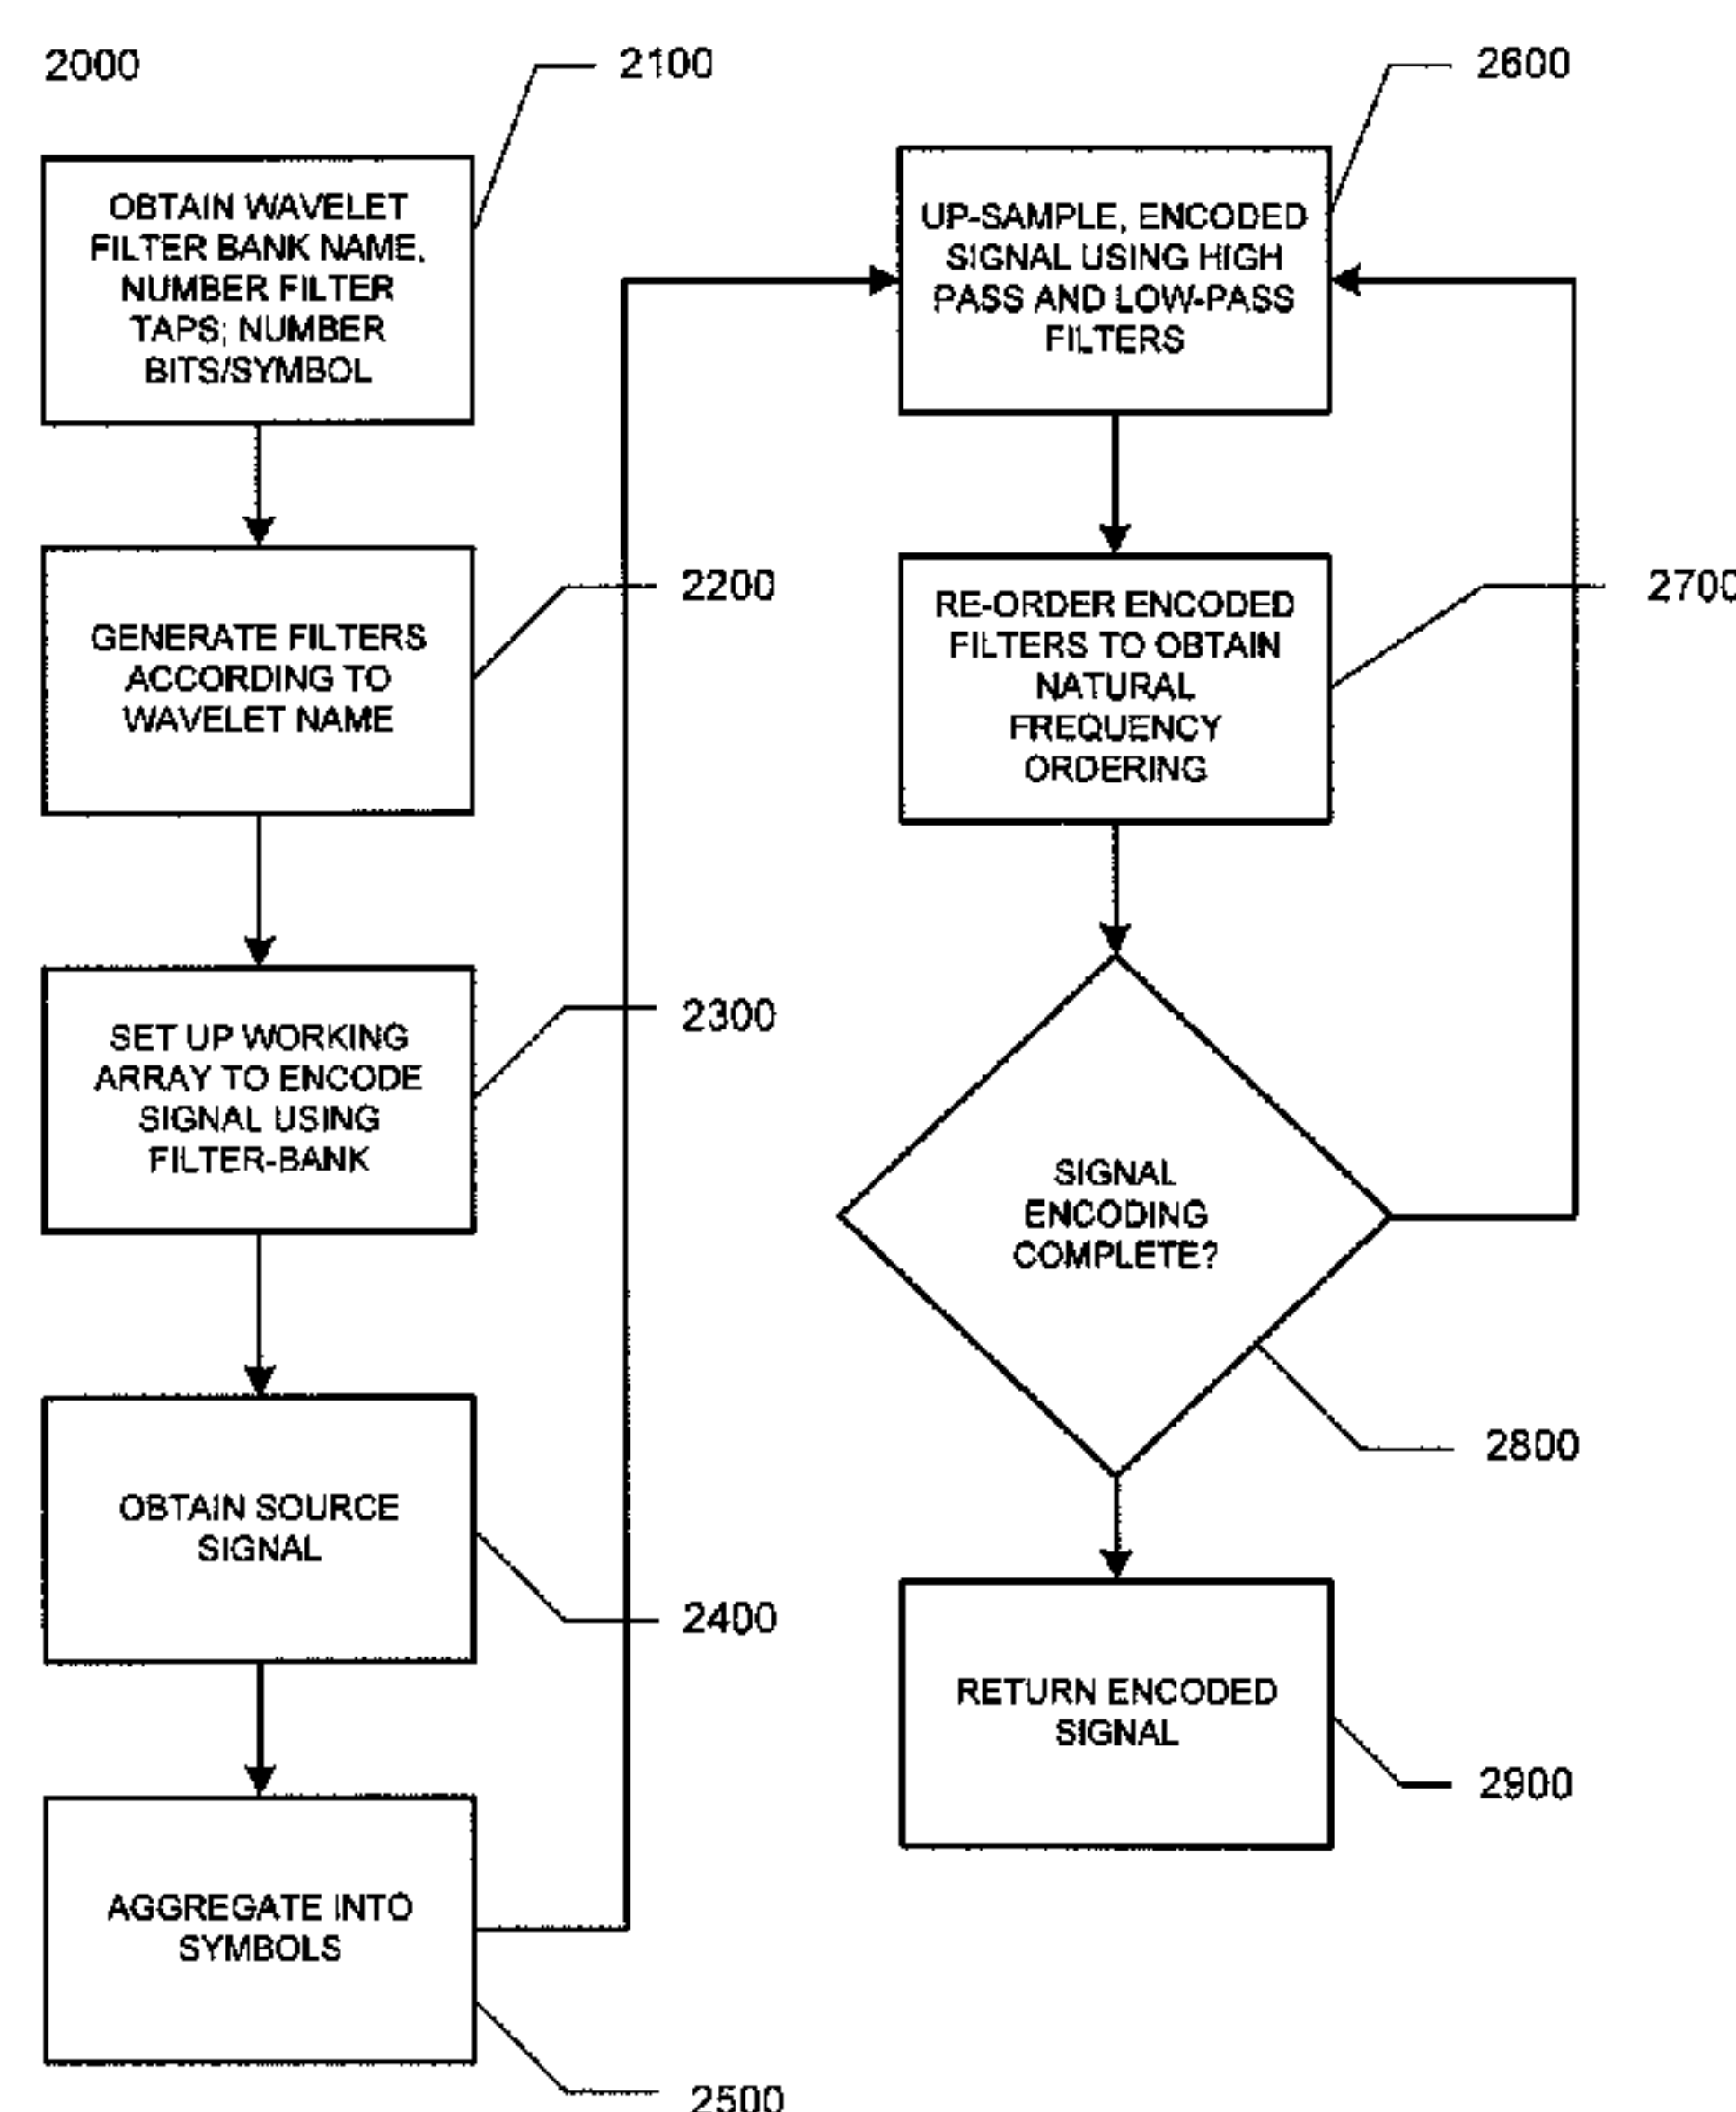 2000
2100
OBTAIN WAVELET
FILTER BANK NAME,
NUMBER FILTER
TAPS; NUMBER
BITS/SYMBOL
2200
GENERATE FILTERS
ACCORDING TO
WAVELET NAME
2300
SET UP WORKING
ARRAY TO ENCODE
SIGNAL USING
FILTER-BANK
OBTAIN SOURCE
SIGNAL
2400
AGGREGATE INTO
SYMBOLS
2500
2600
UP-SAMPLE, ENCODED
SIGNAL USING HIGH
PASS AND LOW-PASS
FILTERS
2700
RE-ORDER ENCODED
FILTERS TO OBTAIN
NATURAL
FREQUENCY
ORDERING
SIGNAL
ENCODING
COMPLETE?
2800
RETURN ENCODED
SIGNAL
2900